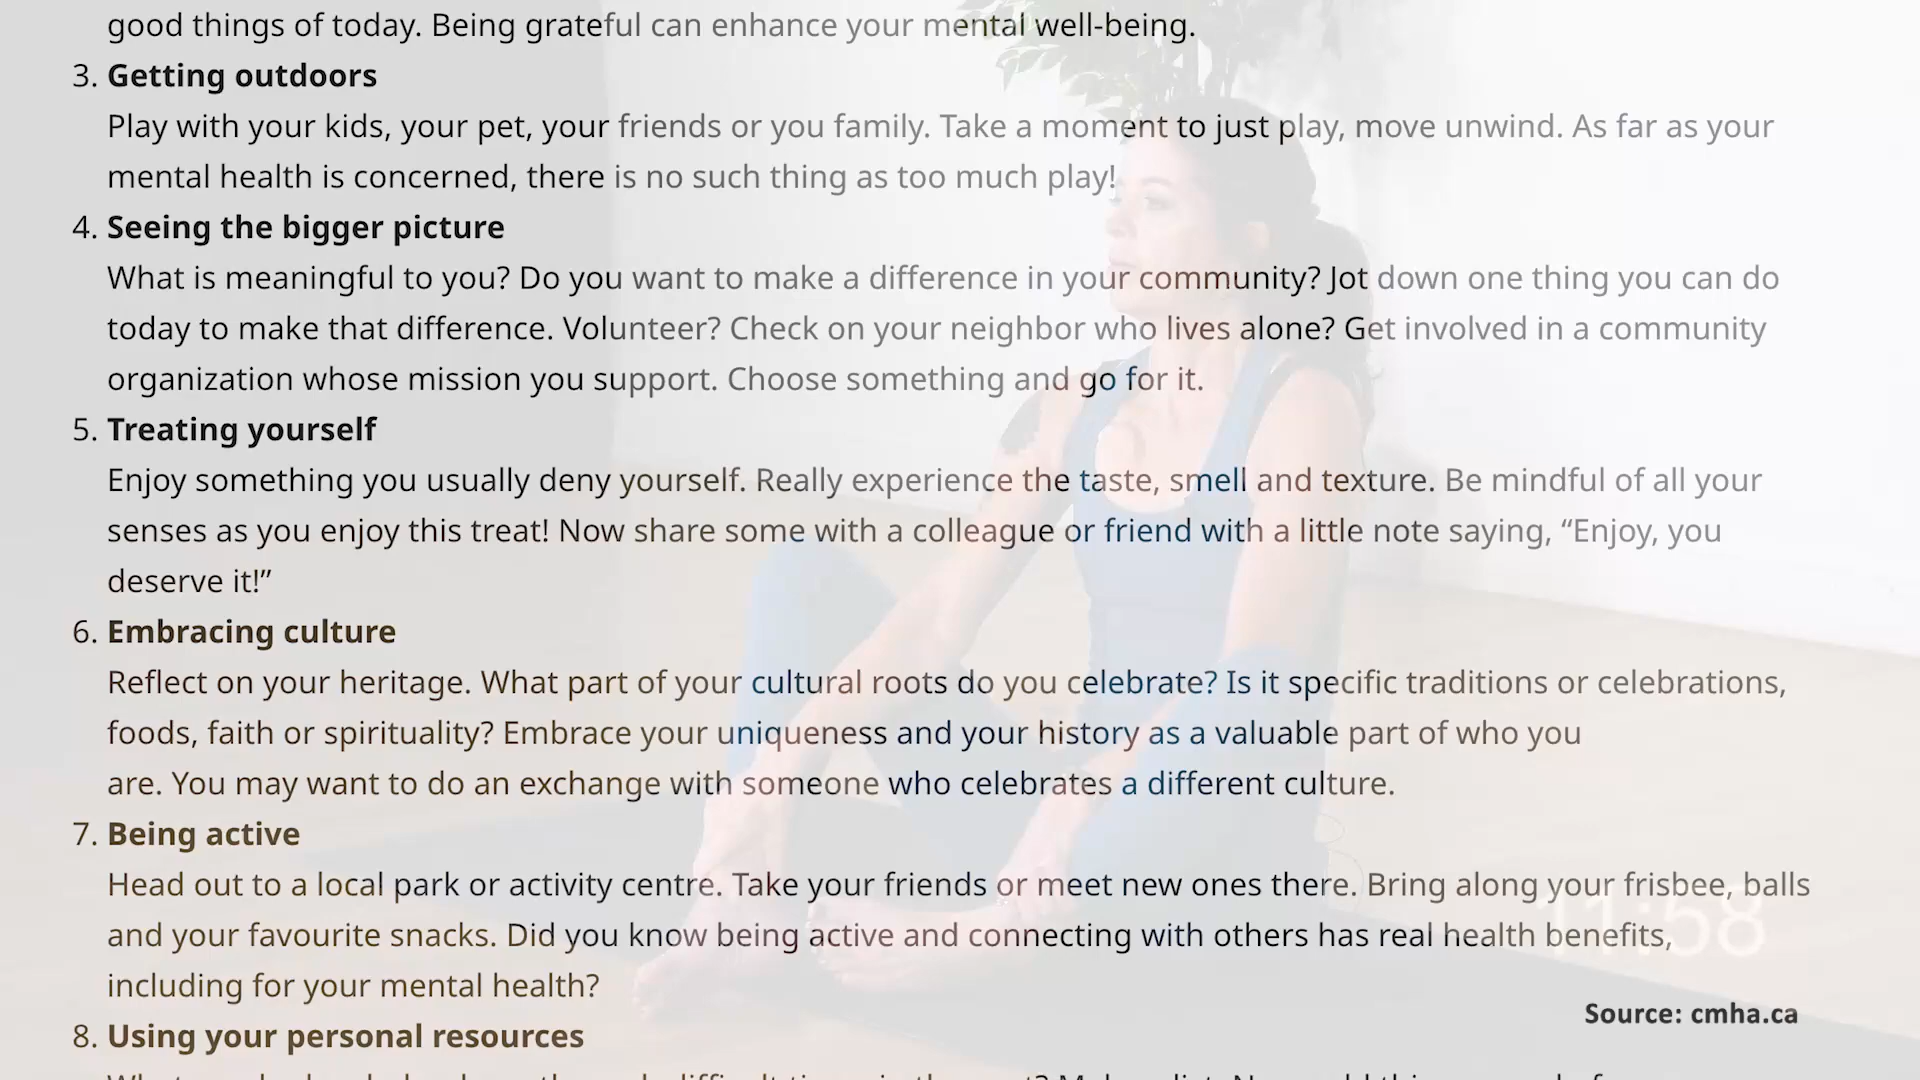 good things of today. Being grateful can enhance your mental well-being.
3. Getting outdoors
Play with your kids, your pet, your friends or you family. Take a moment to just play, move unwind. As far as your
mental health is concerned, there is no such thing as too much play!
4. Seeing the bigger picture
What is meaningful to you? Do you want to make a difference in your community? Jot down one thing you can do
today to make that difference. Volunteer? Check on your neighbor who lives alone? Get involved in a community
organization whose mission you support. Choose something and go for it.
5. Treating yourself
Enjoy something you usually deny yourself. Really experience the taste, smell and texture. Be mindful of all your
senses as you enjoy this treat! Now share some with a colleague or friend with a little note saying, “Enjoy, you
deserve it!”
6. Embracing culture
Reflect on your heritage. What part of your cultural roots do you celebrate? Is it specific traditions or celebrations,
foods, faith or spirituality? Embrace your uniqueness and your history as a valuable part of who you
are. You may want to do an exchange with someone who celebrates a different culture.
7. Being active
Head out to a local park or activity centre. Take your friends or meet new ones there. Bring along your frisbee, balls
and your favourite snacks. Did you know being active and connecting with others has real health benefits,
including for your mental health?
11:58
Source: cmha.ca
8. Using your personal resources